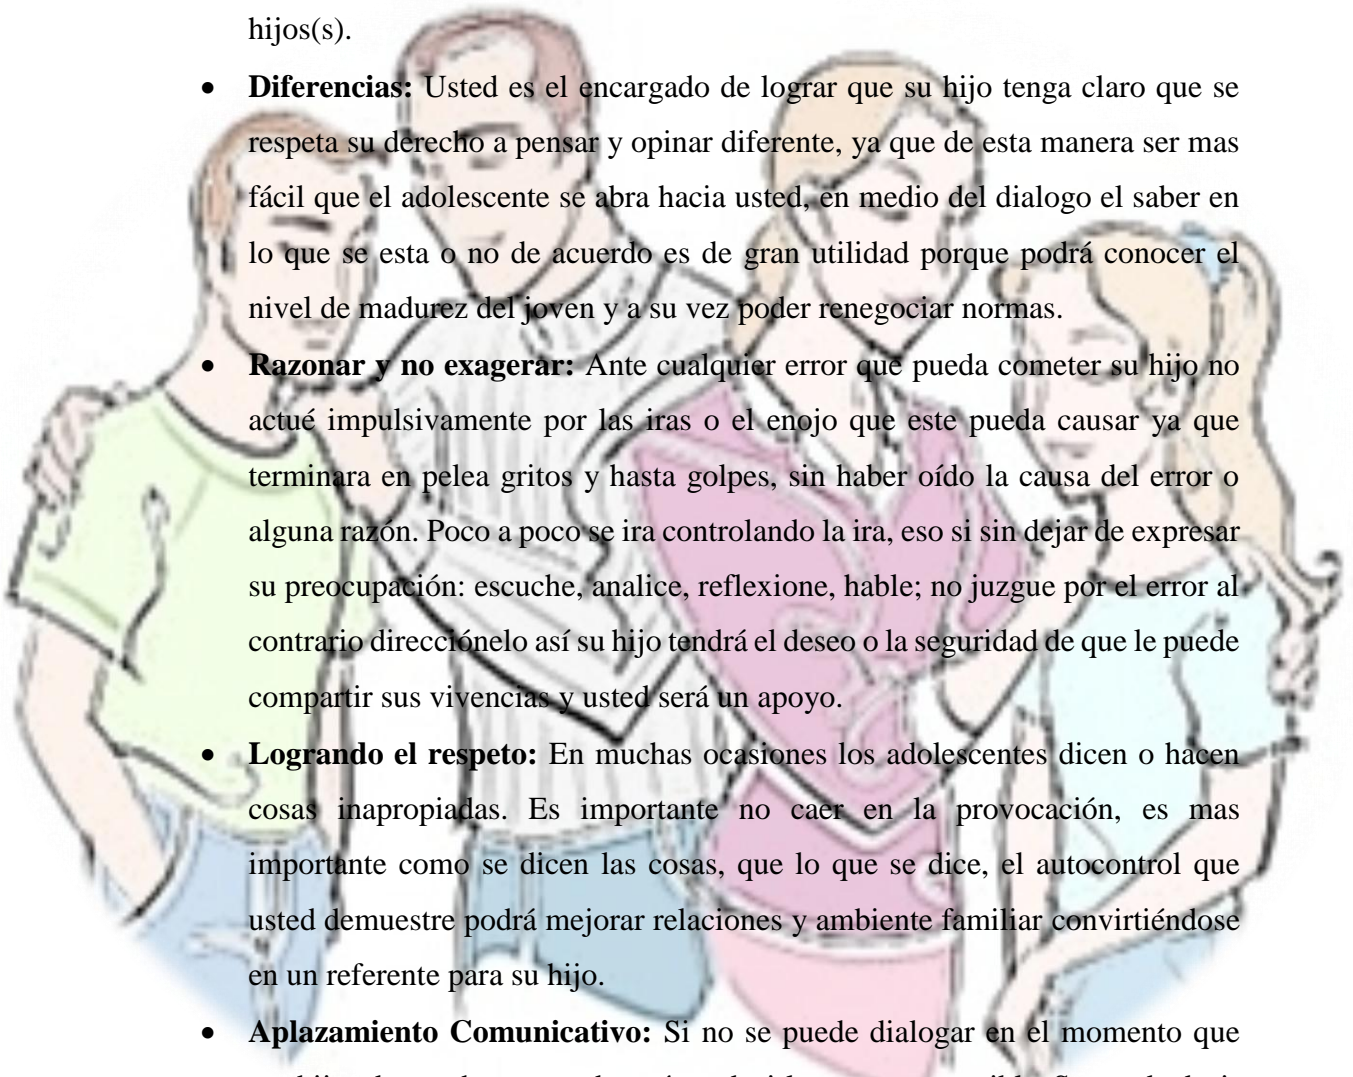 hijos(s).
• Diferencias: Usted es el encargado de lograr que su hijo tenga claro que se
respeta su derecho a pensar y opinar diferente, ya que de esta manera ser mas
fácil que el adolescente se abra hacia usted, en medio del dialogo el saber en
lo que se esta o no de acuerdo es de gran utilidad porque podrá conocer el
nivel de madurez del joven y a su vez poder renegociar normas.
• Razonar y no exagerar: Ante cualquier error que pueda cometer su hijo no
actué impulsivamente por las iras o el enojo que este pueda causar ya que
terminara en pelea gritos y hasta golpes, sin haber oído la causa del error o
alguna razón. Poco a poco se ira controlando la ira, eso si sin dejar de expresar
su preocupación: escuche, analice, reflexione, hable; no juzgue por el error al
contrario direcciónelo así su hijo tendrá el deseo o la seguridad de que le puede
compartir sus vivencias y usted será un apoyo.
• Logrando el respeto: En muchas ocasiones los adolescentes dicen o hacen
cosas inapropiadas. Es importante no caer en la provocación, es mas
importante como se dicen las cosas, que lo que se dice, el autocontrol que
usted demuestre podrá mejorar relaciones y ambiente familiar convirtiéndose
en un referente para su hijo.
• Aplazamiento Comunicativo: Si no se puede dialogar en el momento que